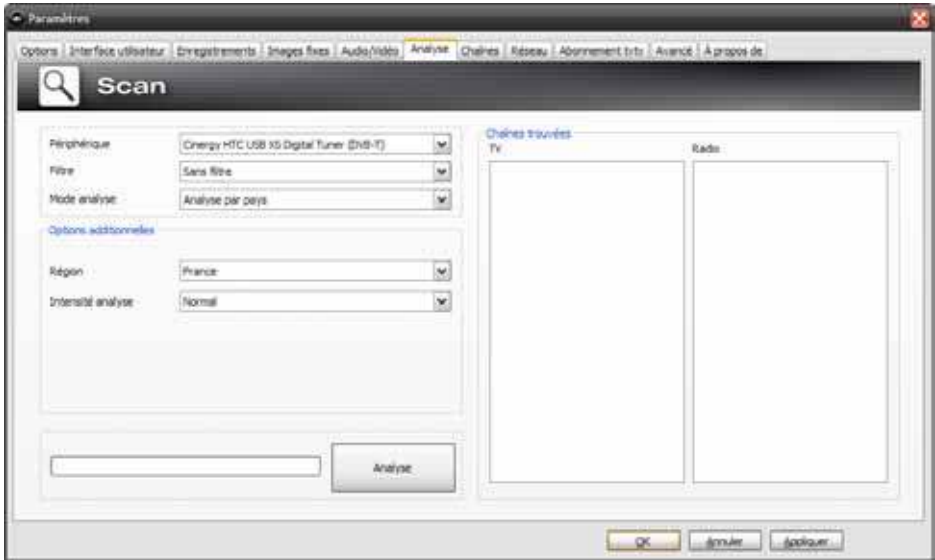 Paramètres
Options Interface utilisateur Enregistrements Images fixes Audio/Vidéo Analyse Chaînes Réseau Abonnement tvtv Avancé À propos de
Scan
Périphérique Cinergy HTC USB XS Digital Tuner (DVB-T)
Filtre Sans filtre
Mode analyse Analyse par pays
Options additionnelles
Région France
Intensité analyse Normal
Analyse
Chaînes trouvées
TV Radio
OK Annuler Appliquer